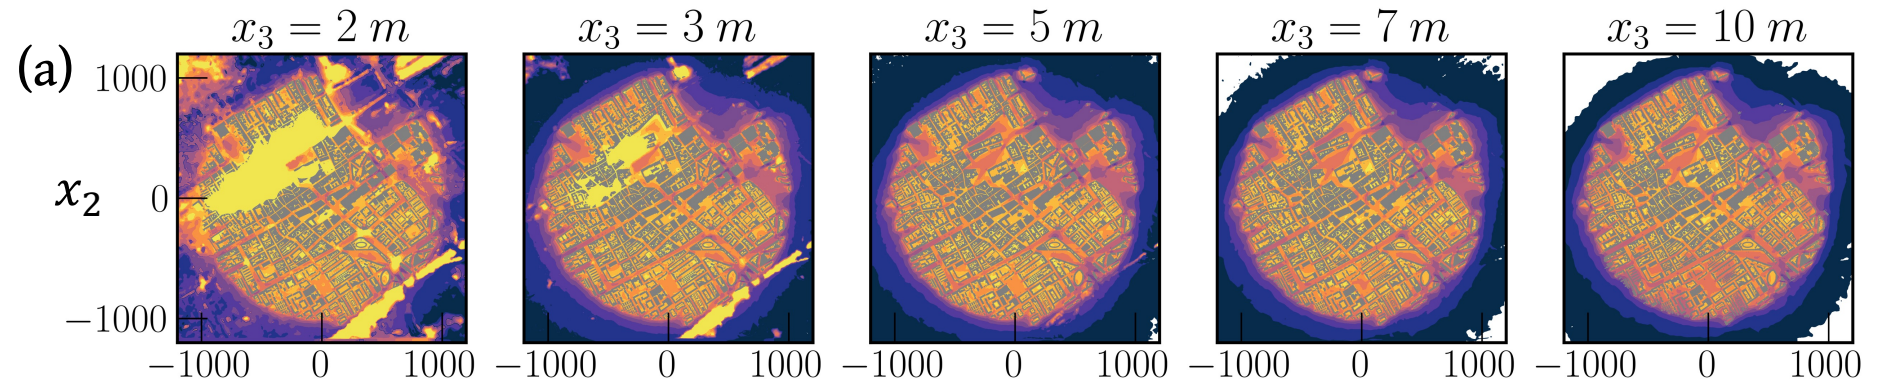 x₃ = 2 m x₃ = 3 m x₃ = 5 m x₃ = 7 m x₃ = 10 m
(a)
1000
x₂ 0
−1000
−1000 0 1000 −1000 0 1000 −1000 0 1000 −1000 0 1000 −1000 0 1000